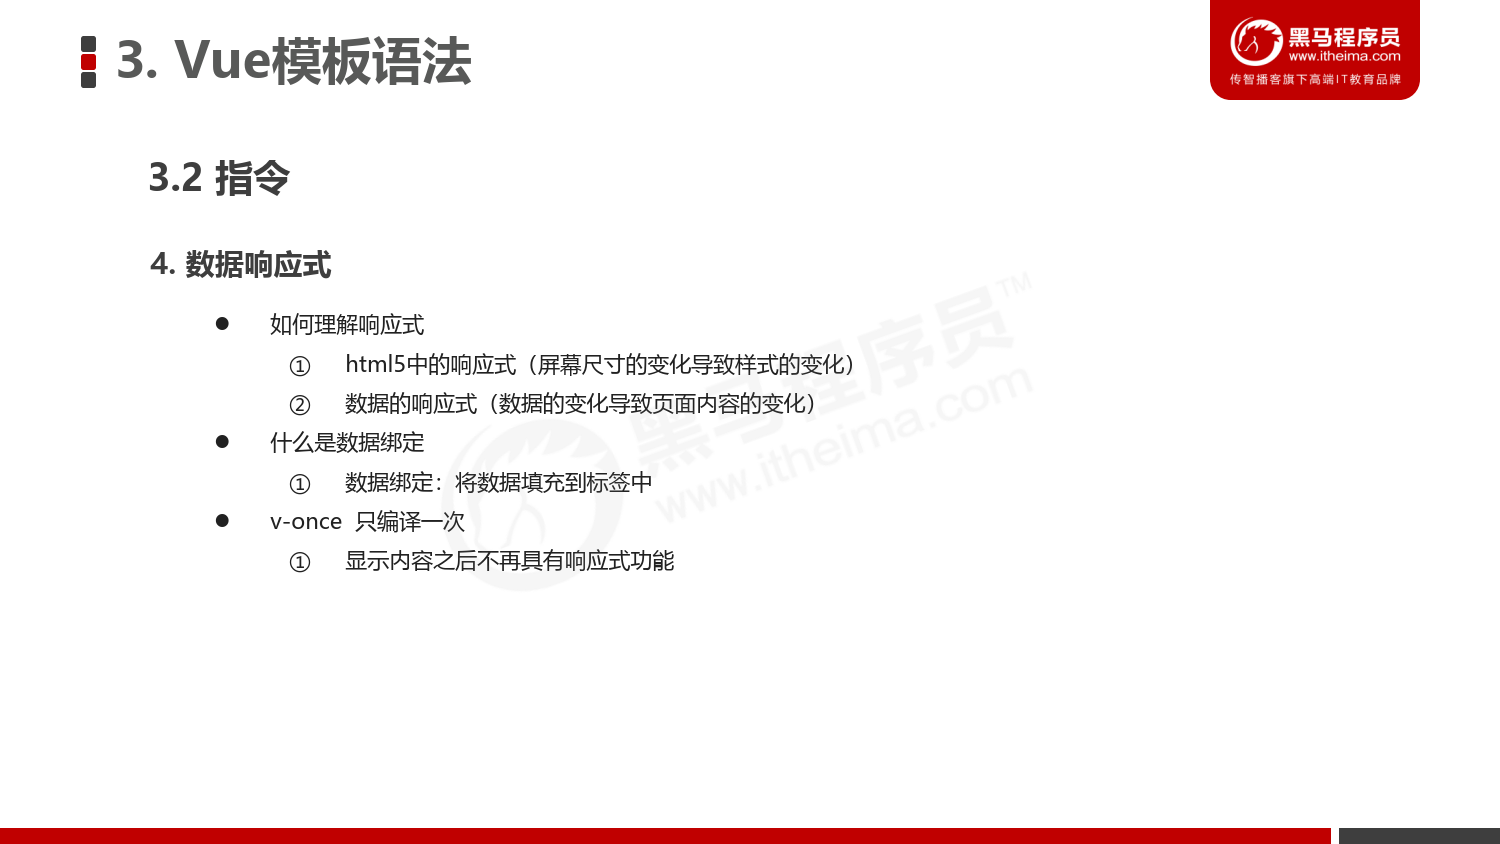 3. Vue模板语法
黑马程序员
www.itheima.com
传智播客旗下高端IT教育品牌
3.2 指令
4. 数据响应式
● 如何理解响应式
① html5中的响应式（屏幕尺寸的变化导致样式的变化）
② 数据的响应式（数据的变化导致页面内容的变化）
● 什么是数据绑定
① 数据绑定：将数据填充到标签中
● v-once 只编译一次
① 显示内容之后不再具有响应式功能
黑马程序员™
www.itheima.com